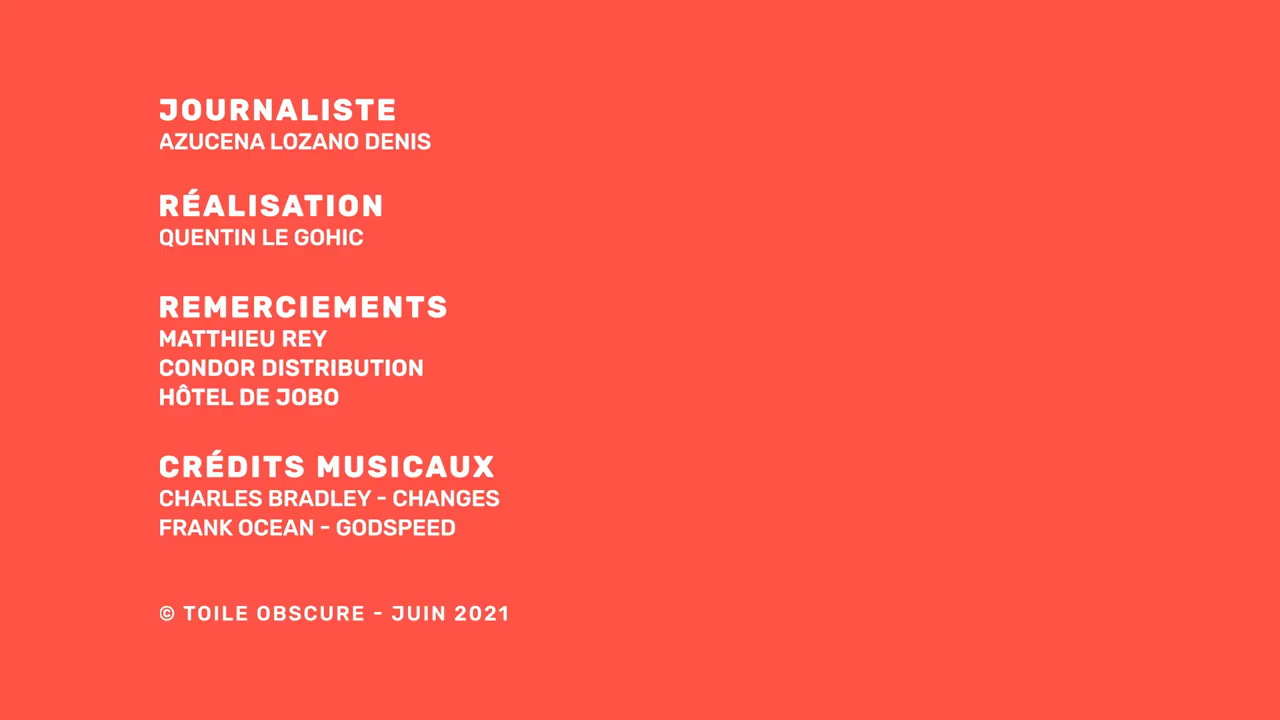 JOURNALISTE
AZUCENA LOZANO DENIS
RÉALISATION
QUENTIN LE GOHIC
REMERCIEMENTS
MATTHIEU REY
CONDOR DISTRIBUTION
HÔTEL DE JOBO
CRÉDITS MUSICAUX
CHARLES BRADLEY - CHANGES
FRANK OCEAN - GODSPEED
© TOILE OBSCURE - JUIN 2021